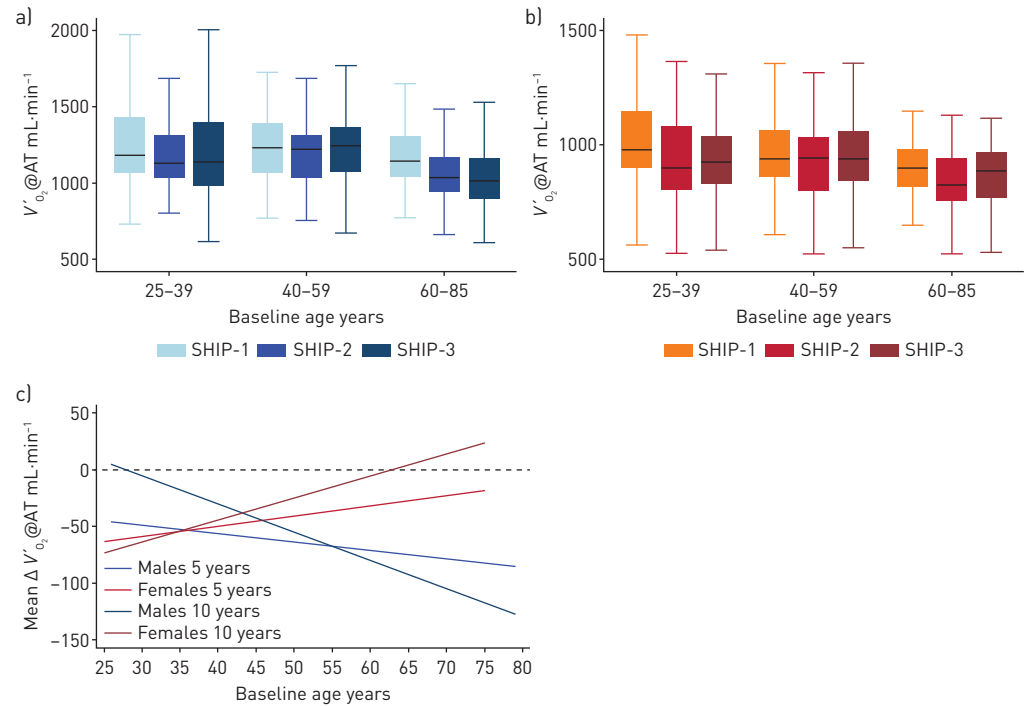 a)
2000
1500
1000
500
V′O₂@AT mL·min⁻¹
25–39 40–59 60–85
Baseline age years
SHIP-1 SHIP-2 SHIP-3
b)
1500
1000
500
V′O₂@AT mL·min⁻¹
25–39 40–59 60–85
Baseline age years
SHIP-1 SHIP-2 SHIP-3
c)
50
0
−50
−100
−150
Mean Δ V′O₂@AT mL·min⁻¹
Males 5 years
Females 5 years
Males 10 years
Females 10 years
25 30 35 40 45 50 55 60 65 70 75 80
Baseline age years